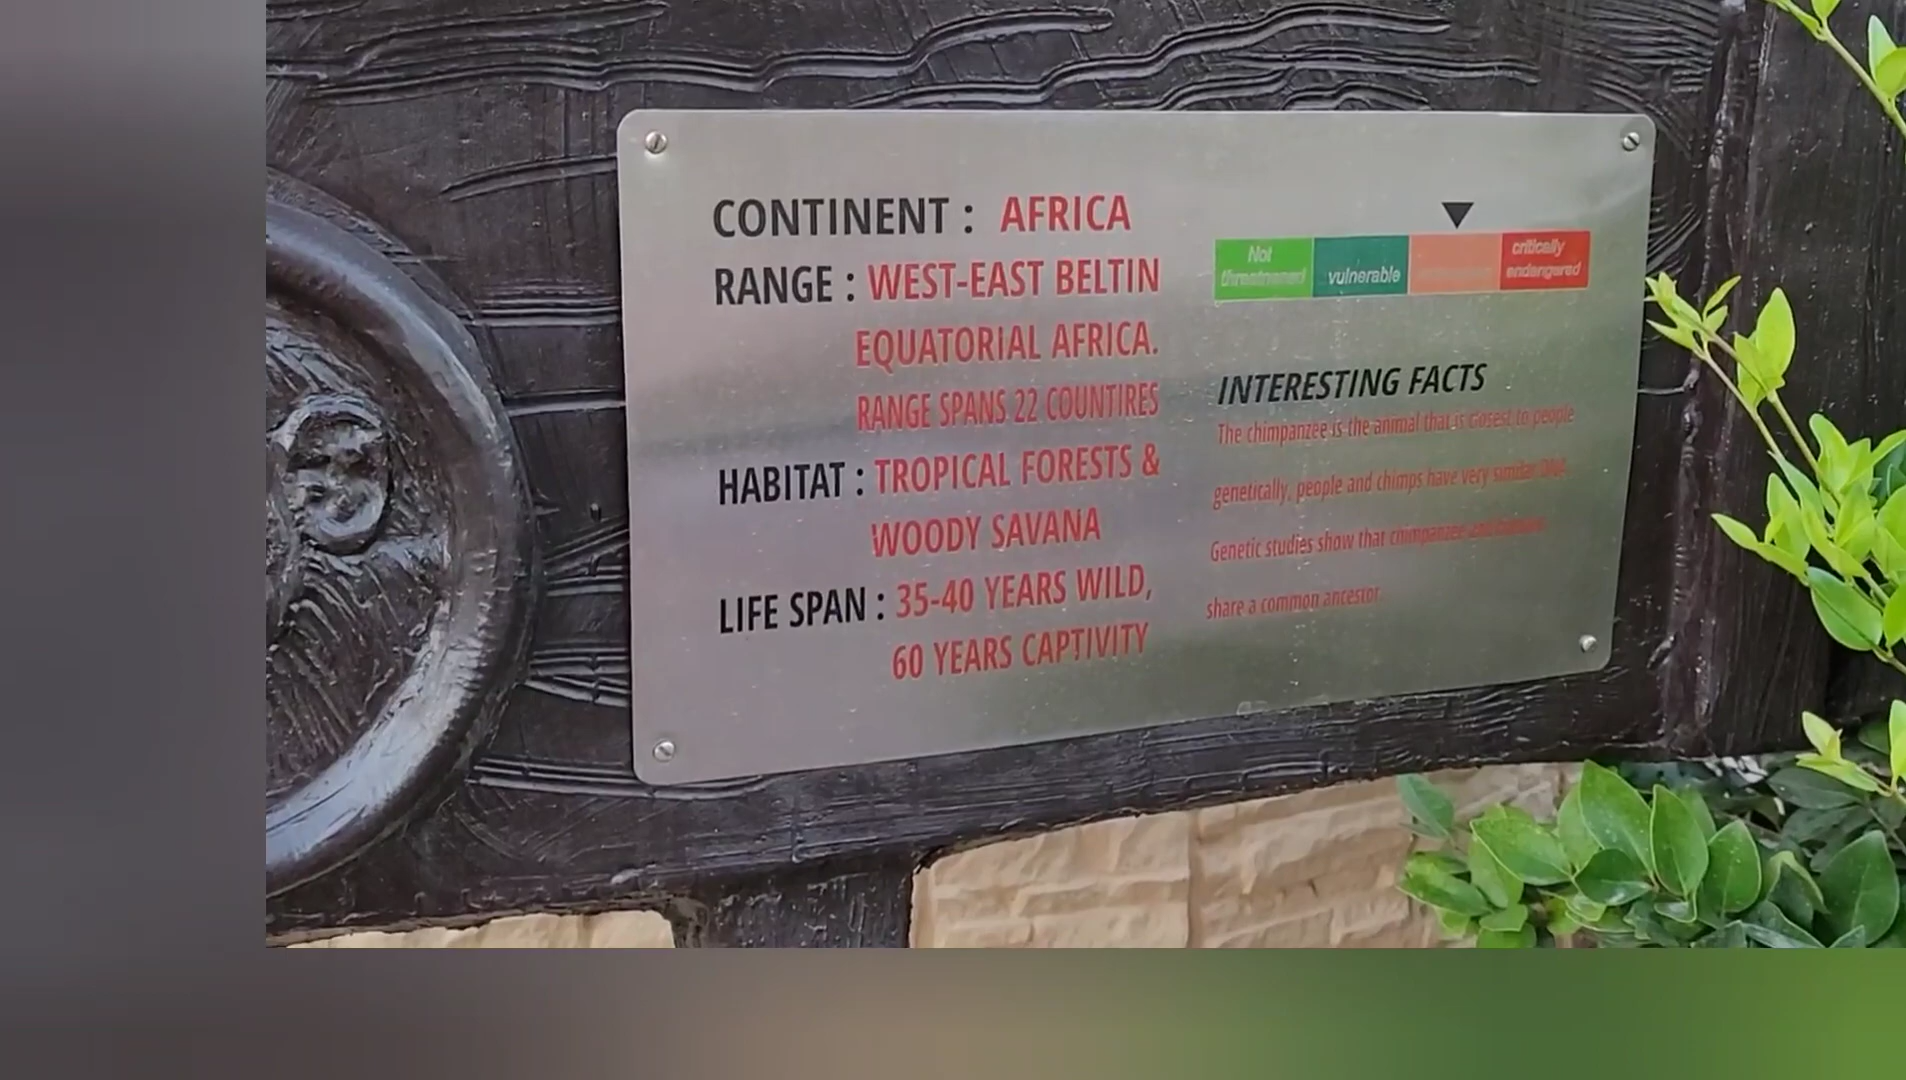 CONTINENT : AFRICA
RANGE : WEST-EAST BELTIN
EQUATORIAL AFRICA.
RANGE SPANS 22 COUNTIRES
HABITAT : TROPICAL FORESTS &
WOODY SAVANA
LIFE SPAN : 35-40 YEARS WILD,
60 YEARS CAPTIVITY
Not
threatened
vulnerable
critically
endangered
INTERESTING FACTS
The chimpanzee is the animal that is closest to people
genetically, people and chimps have very similar DNA.
Genetic studies show that chimpanzee and
share a common ancestor